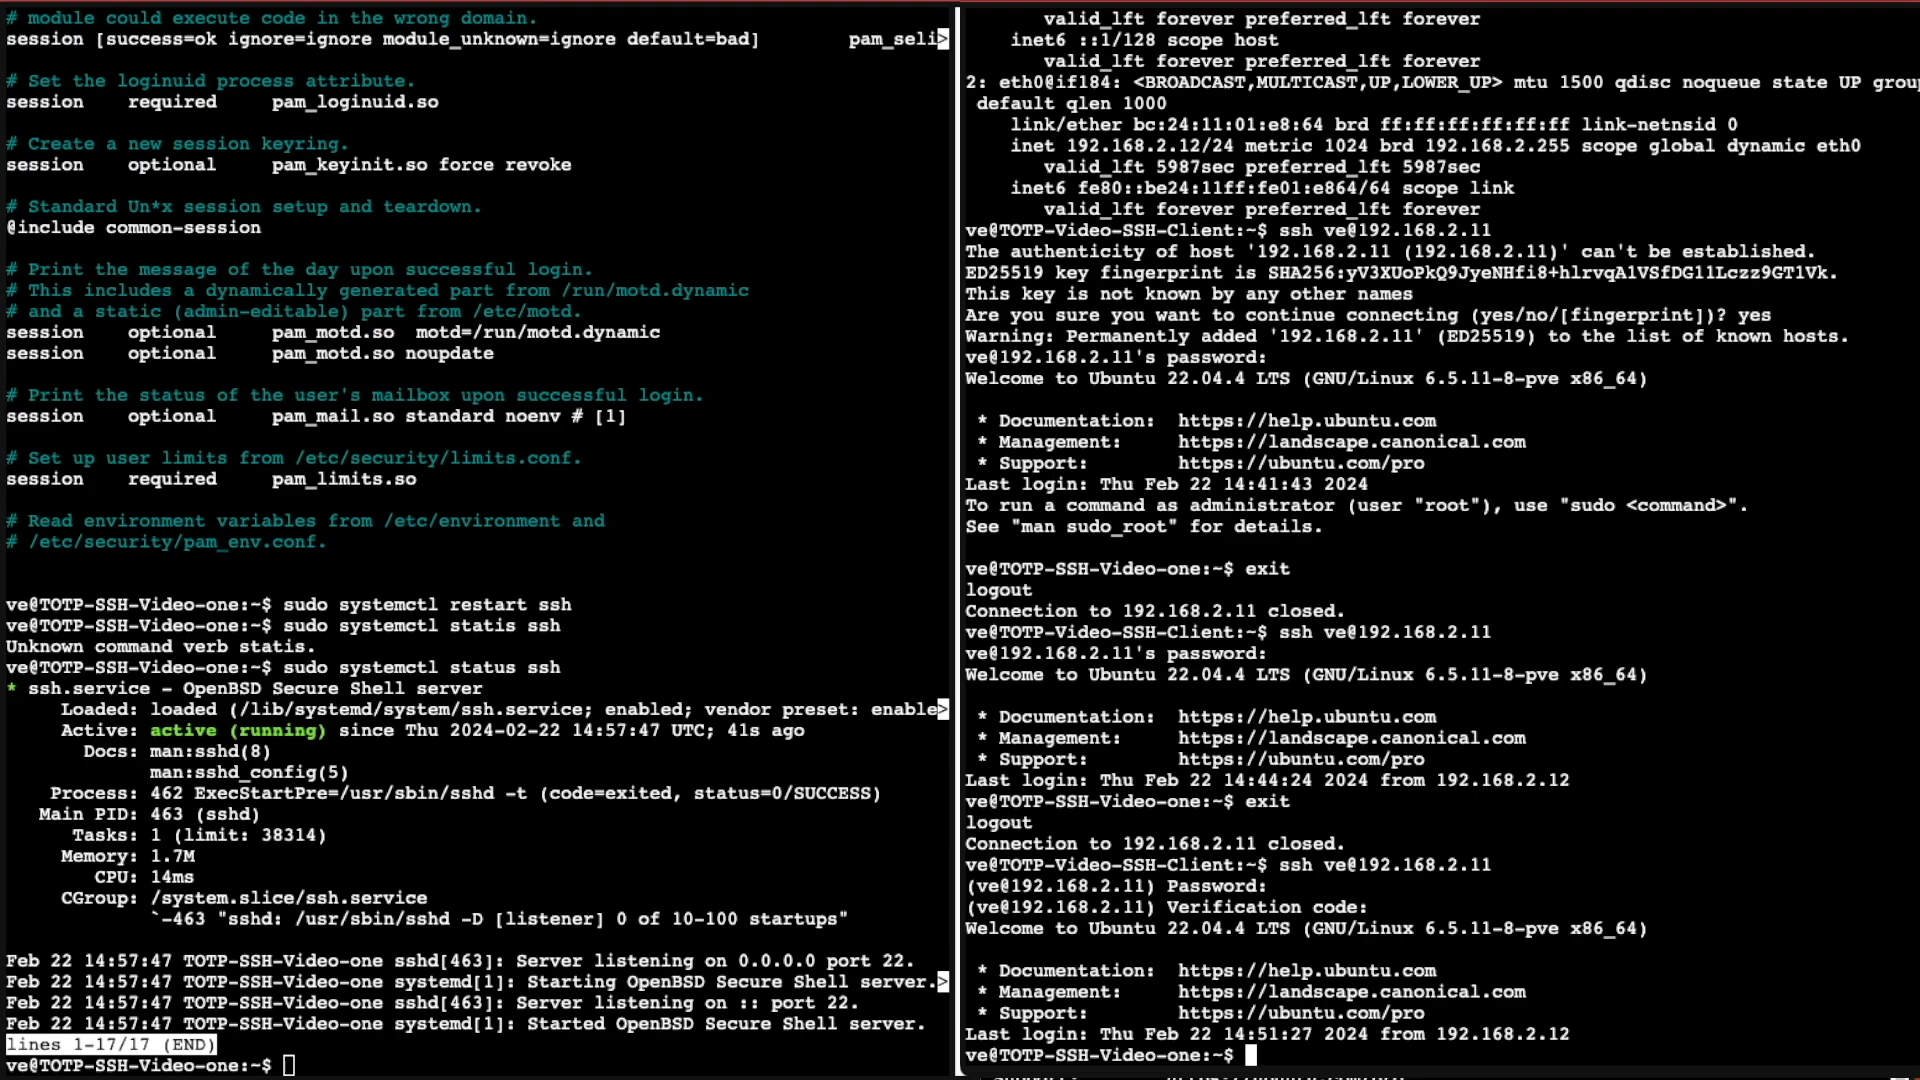 # module could execute code in the wrong domain.
session [success=ok ignore=ignore module_unknown=ignore default=bad]        pam_seli>
# Set the loginuid process attribute.
session    required     pam_loginuid.so
# Create a new session keyring.
session    optional     pam_keyinit.so force revoke
# Standard Un*x session setup and teardown.
@include common-session
# Print the message of the day upon successful login.
# This includes a dynamically generated part from /run/motd.dynamic
# and a static (admin-editable) part from /etc/motd.
session    optional     pam_motd.so  motd=/run/motd.dynamic
session    optional     pam_motd.so noupdate
# Print the status of the user's mailbox upon successful login.
session    optional     pam_mail.so standard noenv # [1]
# Set up user limits from /etc/security/limits.conf.
session    required     pam_limits.so
# Read environment variables from /etc/environment and
# /etc/security/pam_env.conf.
ve@TOTP-SSH-Video-one:~$ sudo systemctl restart ssh
ve@TOTP-SSH-Video-one:~$ sudo systemctl statis ssh
Unknown command verb statis.
ve@TOTP-SSH-Video-one:~$ sudo systemctl status ssh
* ssh.service - OpenBSD Secure Shell server
Loaded: loaded (/lib/systemd/system/ssh.service; enabled; vendor preset: enable>
Active: active (running) since Thu 2024-02-22 14:57:47 UTC; 41s ago
Docs: man:sshd(8)
man:sshd_config(5)
Process: 462 ExecStartPre=/usr/sbin/sshd -t (code=exited, status=0/SUCCESS)
Main PID: 463 (sshd)
Tasks: 1 (limit: 38314)
Memory: 1.7M
CPU: 14ms
CGroup: /system.slice/ssh.service
`-463 "sshd: /usr/sbin/sshd -D [listener] 0 of 10-100 startups"
Feb 22 14:57:47 TOTP-SSH-Video-one sshd[463]: Server listening on 0.0.0.0 port 22.
Feb 22 14:57:47 TOTP-SSH-Video-one systemd[1]: Starting OpenBSD Secure Shell server.>
Feb 22 14:57:47 TOTP-SSH-Video-one sshd[463]: Server listening on :: port 22.
Feb 22 14:57:47 TOTP-SSH-Video-one systemd[1]: Started OpenBSD Secure Shell server.
lines 1-17/17 (END)
ve@TOTP-SSH-Video-one:~$
valid_lft forever preferred_lft forever
inet6 ::1/128 scope host
valid_lft forever preferred_lft forever
2: eth0@if184: <BROADCAST,MULTICAST,UP,LOWER_UP> mtu 1500 qdisc noqueue state UP group
default qlen 1000
link/ether bc:24:11:01:e8:64 brd ff:ff:ff:ff:ff:ff link-netnsid 0
inet 192.168.2.12/24 metric 1024 brd 192.168.2.255 scope global dynamic eth0
valid_lft 5987sec preferred_lft 5987sec
inet6 fe80::be24:11ff:fe01:e864/64 scope link
valid_lft forever preferred_lft forever
ve@TOTP-Video-SSH-Client:~$ ssh ve@192.168.2.11
The authenticity of host '192.168.2.11 (192.168.2.11)' can't be established.
ED25519 key fingerprint is SHA256:yV3XUoPkQ9JyeNHfi8+hlrvqA1VSfDG11Lczz9GT1Vk.
This key is not known by any other names
Are you sure you want to continue connecting (yes/no/[fingerprint])? yes
Warning: Permanently added '192.168.2.11' (ED25519) to the list of known hosts.
ve@192.168.2.11's password:
Welcome to Ubuntu 22.04.4 LTS (GNU/Linux 6.5.11-8-pve x86_64)
* Documentation:  https://help.ubuntu.com
* Management:     https://landscape.canonical.com
* Support:        https://ubuntu.com/pro
Last login: Thu Feb 22 14:41:43 2024
To run a command as administrator (user "root"), use "sudo <command>".
See "man sudo_root" for details.
ve@TOTP-SSH-Video-one:~$ exit
logout
Connection to 192.168.2.11 closed.
ve@TOTP-Video-SSH-Client:~$ ssh ve@192.168.2.11
ve@192.168.2.11's password:
Welcome to Ubuntu 22.04.4 LTS (GNU/Linux 6.5.11-8-pve x86_64)
* Documentation:  https://help.ubuntu.com
* Management:     https://landscape.canonical.com
* Support:        https://ubuntu.com/pro
Last login: Thu Feb 22 14:44:24 2024 from 192.168.2.12
ve@TOTP-SSH-Video-one:~$ exit
logout
Connection to 192.168.2.11 closed.
ve@TOTP-Video-SSH-Client:~$ ssh ve@192.168.2.11
(ve@192.168.2.11) Password:
(ve@192.168.2.11) Verification code:
Welcome to Ubuntu 22.04.4 LTS (GNU/Linux 6.5.11-8-pve x86_64)
* Documentation:  https://help.ubuntu.com
* Management:     https://landscape.canonical.com
* Support:        https://ubuntu.com/pro
Last login: Thu Feb 22 14:51:27 2024 from 192.168.2.12
ve@TOTP-SSH-Video-one:~$